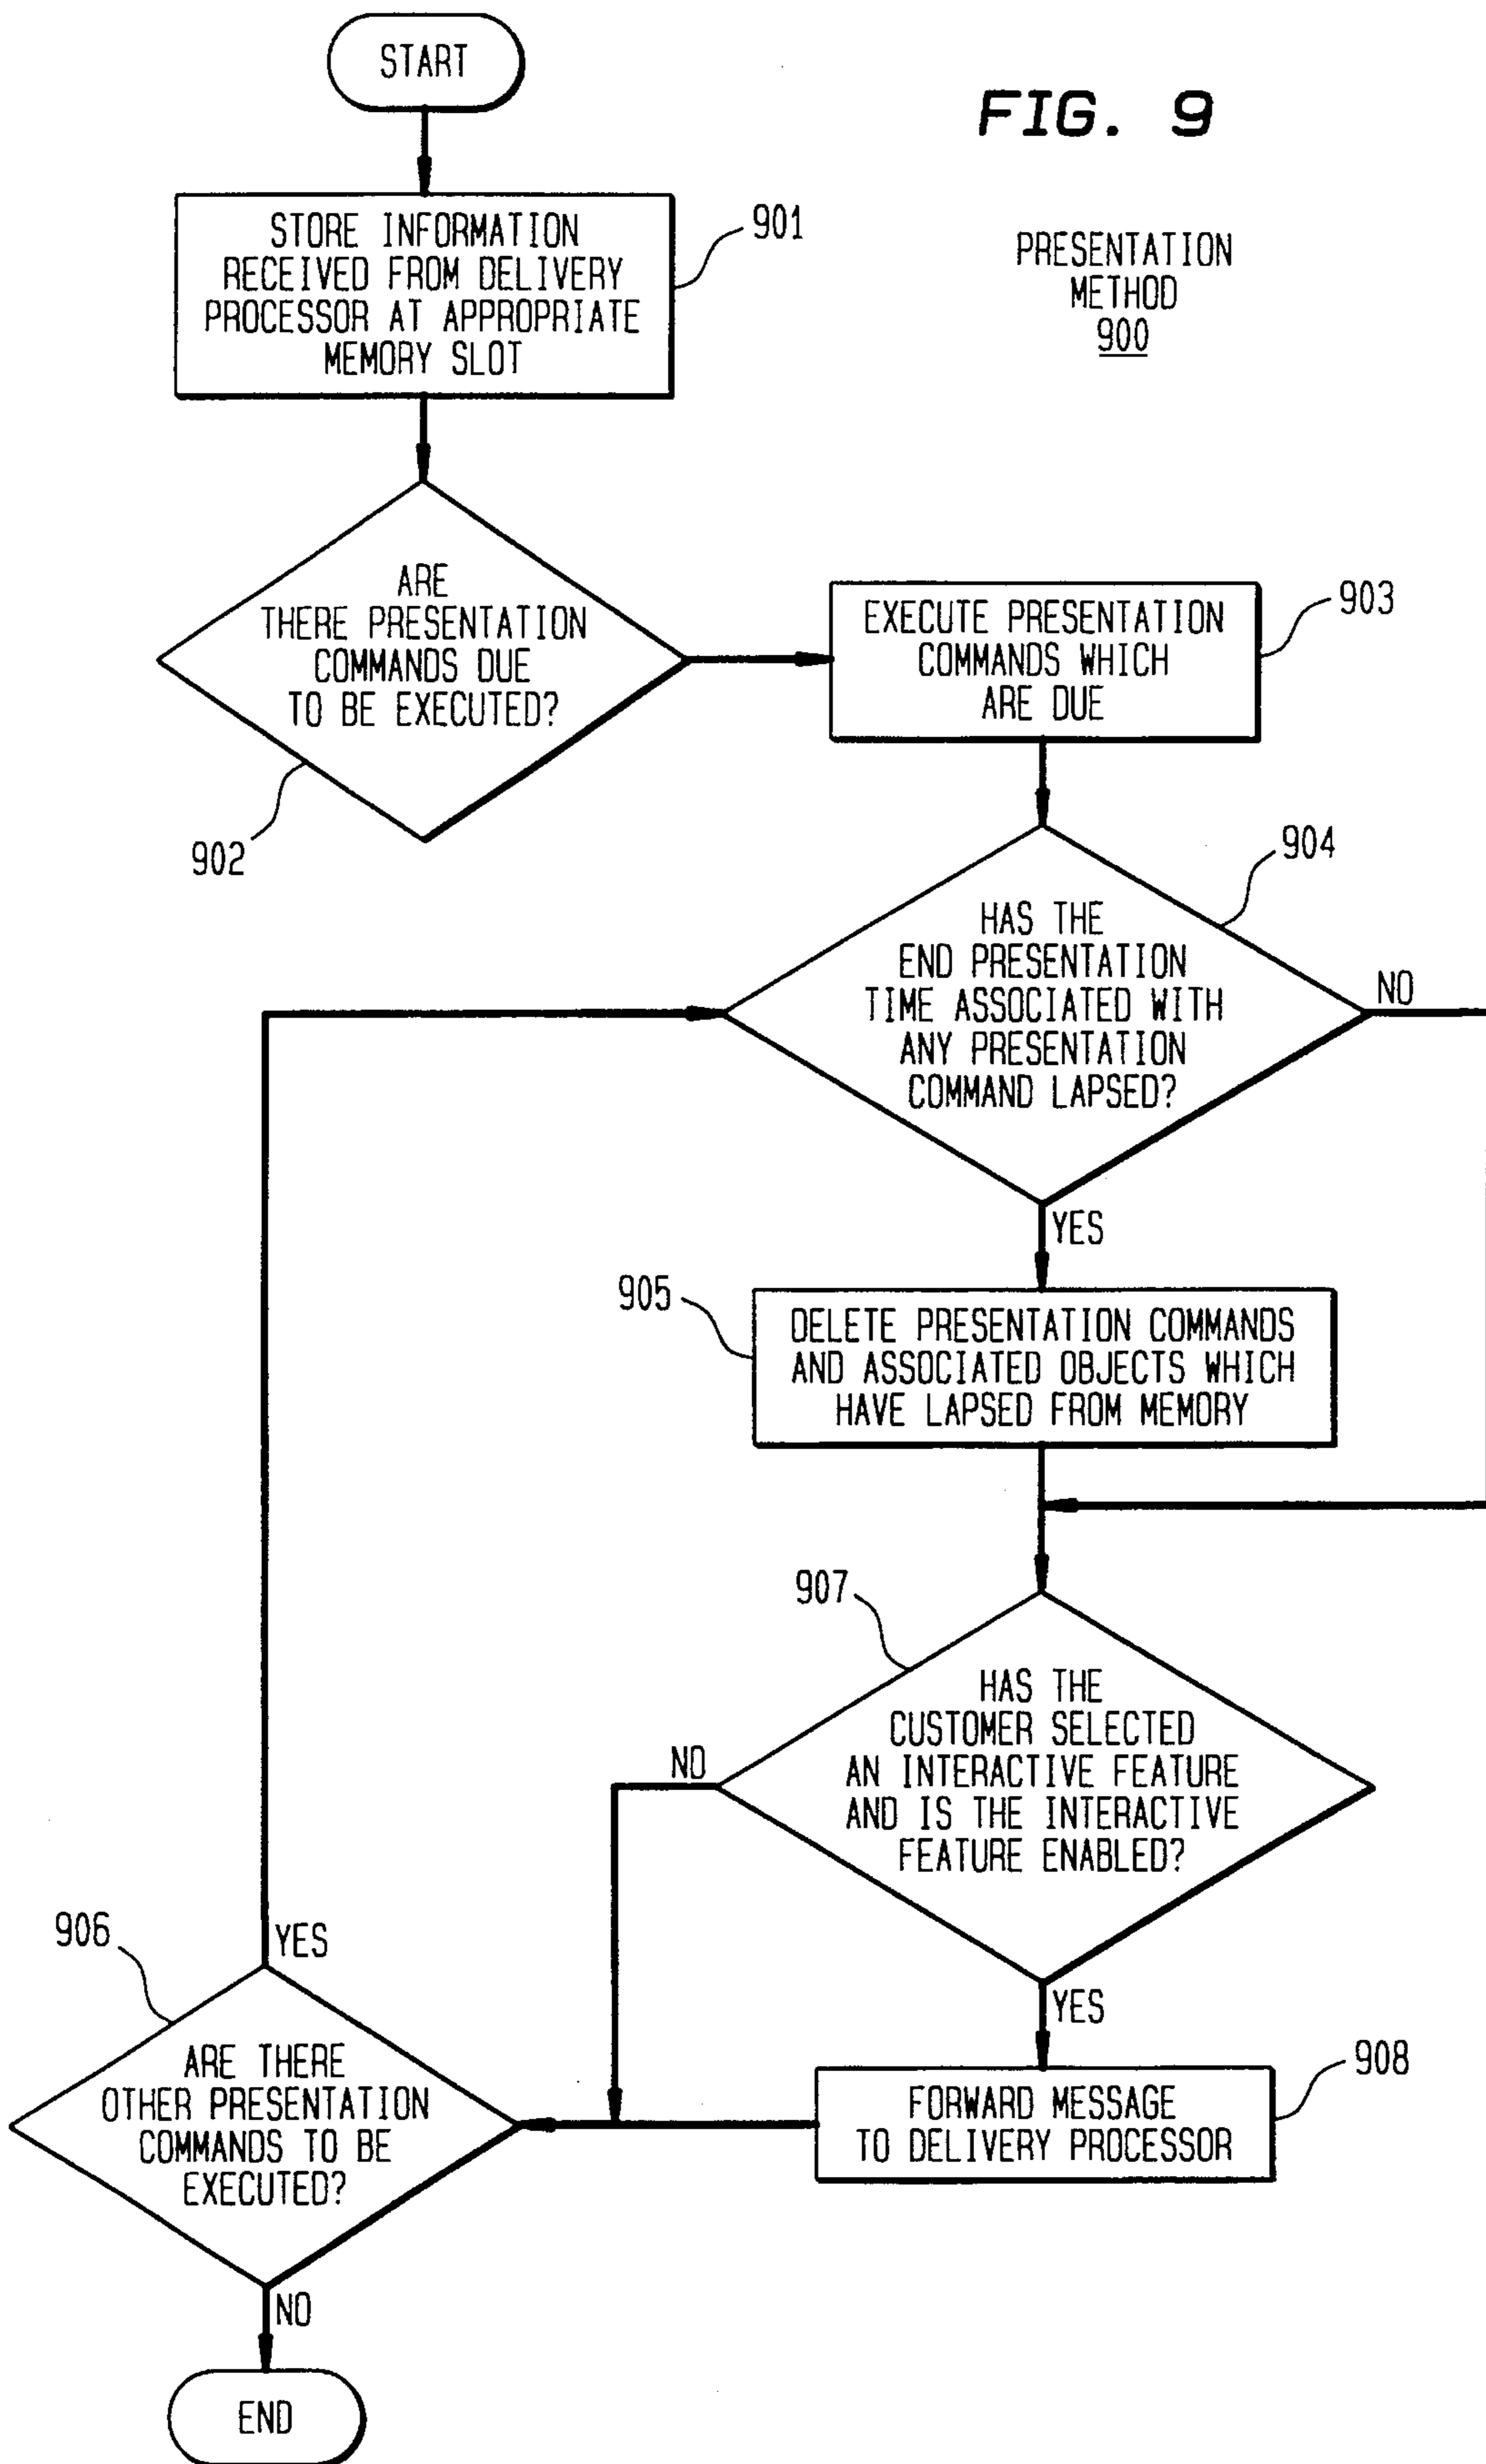 START
FIG. 9
PRESENTATION
METHOD
900
STORE INFORMATION
RECEIVED FROM DELIVERY
PROCESSOR AT APPROPRIATE
MEMORY SLOT
901
ARE
THERE PRESENTATION
COMMANDS DUE
TO BE EXECUTED?
902
EXECUTE PRESENTATION
COMMANDS WHICH
ARE DUE
903
904
HAS THE
END PRESENTATION
TIME ASSOCIATED WITH
ANY PRESENTATION
COMMAND LAPSED?
NO
YES
905
DELETE PRESENTATION COMMANDS
AND ASSOCIATED OBJECTS WHICH
HAVE LAPSED FROM MEMORY
907
HAS THE
CUSTOMER SELECTED
AN INTERACTIVE FEATURE
AND IS THE INTERACTIVE
FEATURE ENABLED?
NO
YES
906
YES
ARE THERE
OTHER PRESENTATION
COMMANDS TO BE
EXECUTED?
908
FORWARD MESSAGE
TO DELIVERY PROCESSOR
NO
END